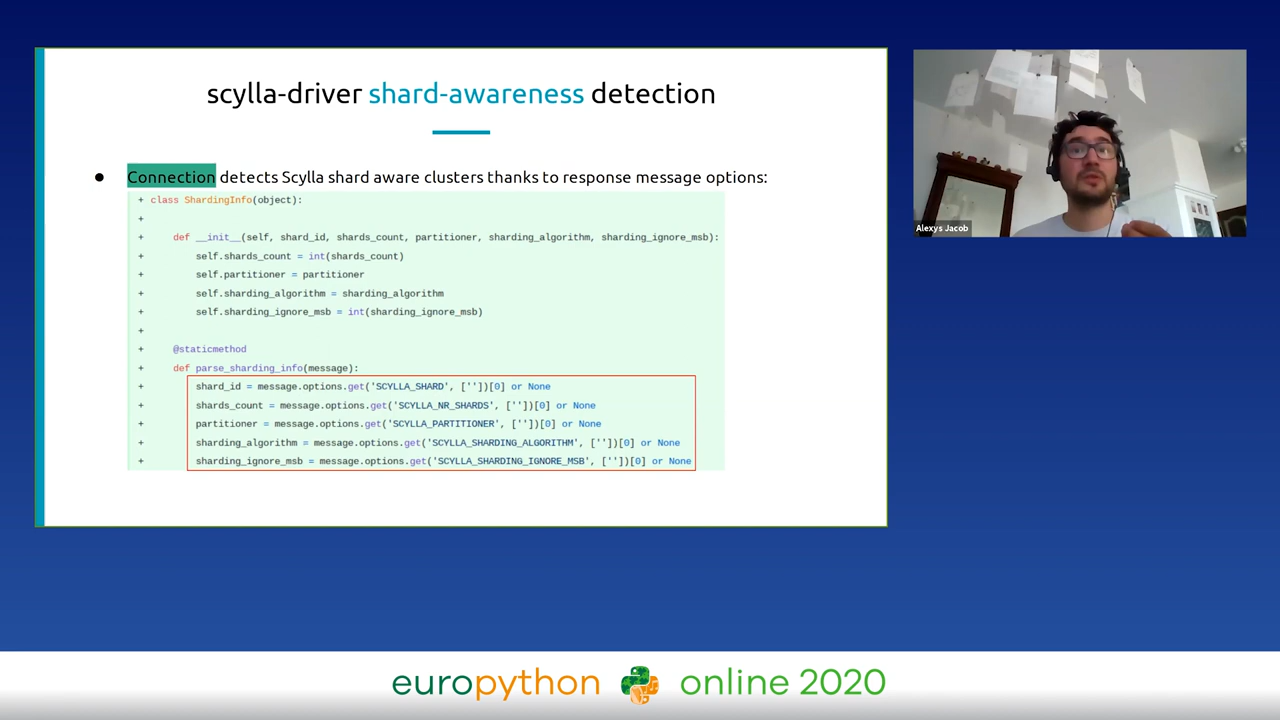 scylla-driver shard-awareness detection
● Connection detects Scylla shard aware clusters thanks to response message options:
+ class ShardingInfo(object):
+
+ def __init__(self, shard_id, shards_count, partitioner, sharding_algorithm, sharding_ignore_msb):
+ self.shards_count = int(shards_count)
+ self.partitioner = partitioner
+ self.sharding_algorithm = sharding_algorithm
+ self.sharding_ignore_msb = int(sharding_ignore_msb)
+
+ @staticmethod
+ def parse_sharding_info(message):
+ shard_id = message.options.get('SCYLLA_SHARD', [''])[0] or None
+ shards_count = message.options.get('SCYLLA_NR_SHARDS', [''])[0] or None
+ partitioner = message.options.get('SCYLLA_PARTITIONER', [''])[0] or None
+ sharding_algorithm = message.options.get('SCYLLA_SHARDING_ALGORITHM', [''])[0] or None
+ sharding_ignore_msb = message.options.get('SCYLLA_SHARDING_IGNORE_MSB', [''])[0] or None
Alexys Jacob
europython online 2020